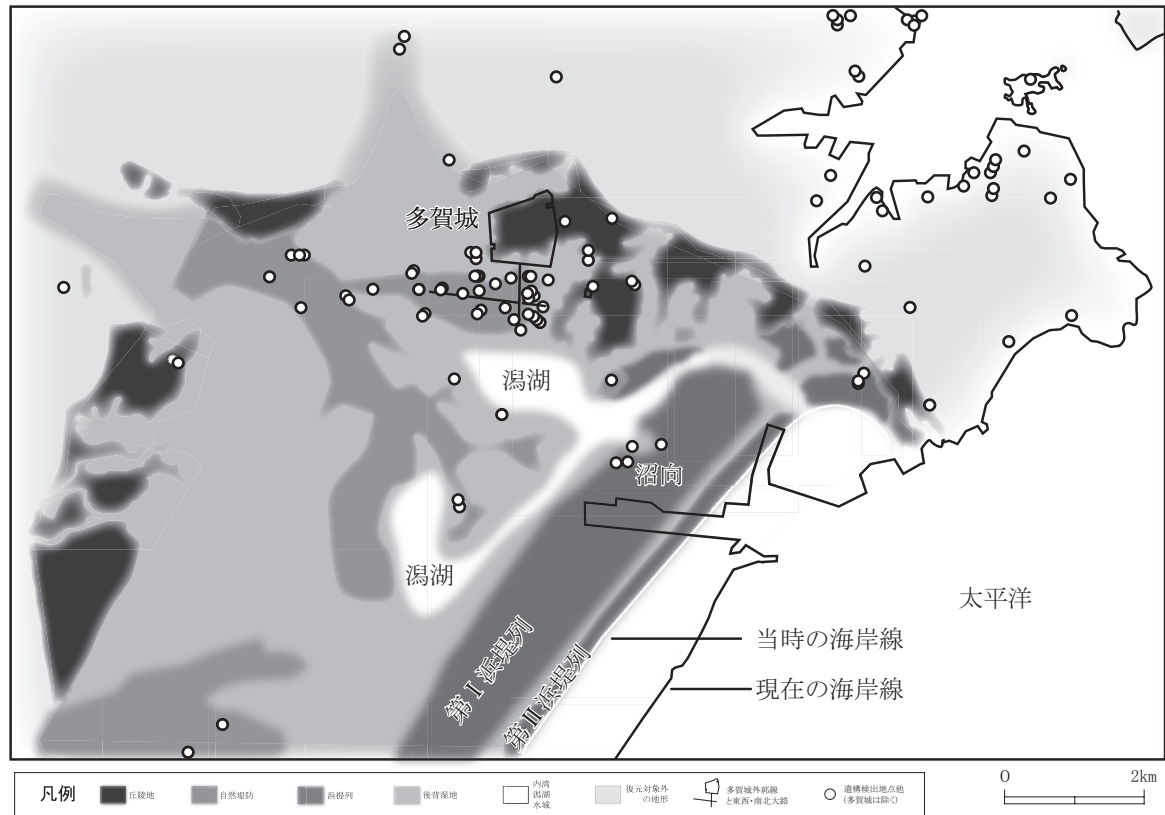 多賀城
潟湖
沼向
潟湖
太平洋
当時の海岸線
第Ⅰ浜堤列
現在の海岸線
第Ⅲ浜堤列
凡例
丘陵地
自然堤防
浜堤列
後背湿地
内湾
潟湖
水域
復元対象外
の地形
多賀城外郭線
と東西・南北大路
遺構検出地点他
(多賀城は除く)
0
2km